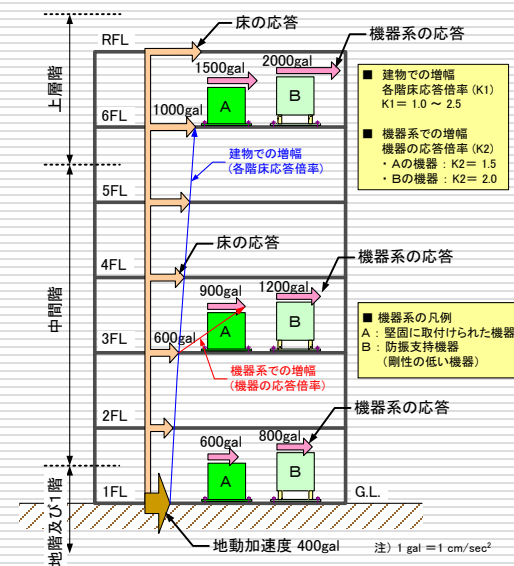 床の応答
機器系の応答
RFL
1500gal
2000gal
A
B
上層階
1000gal
6FL
■ 建物での増幅
各階床応答倍率(K1)
K1= 1.0 ~ 2.5
■ 機器系での増幅
機器の応答倍率(K2)
・Aの機器：K2= 1.5
・Bの機器：K2= 2.0
建物での増幅
(各階床応答倍率)
5FL
床の応答
4FL
機器系の応答
900gal
1200gal
A
B
中間階
600gal
3FL
■ 機器系の凡例
A：堅固に取付けられた機器
B：防振支持機器
(剛性の低い機器)
機器系での増幅
(機器の応答倍率)
2FL
機器系の応答
600gal
800gal
A
B
地階及び1階
1FL
G.L.
地動加速度 400gal
注) 1 gal =1 cm/sec²